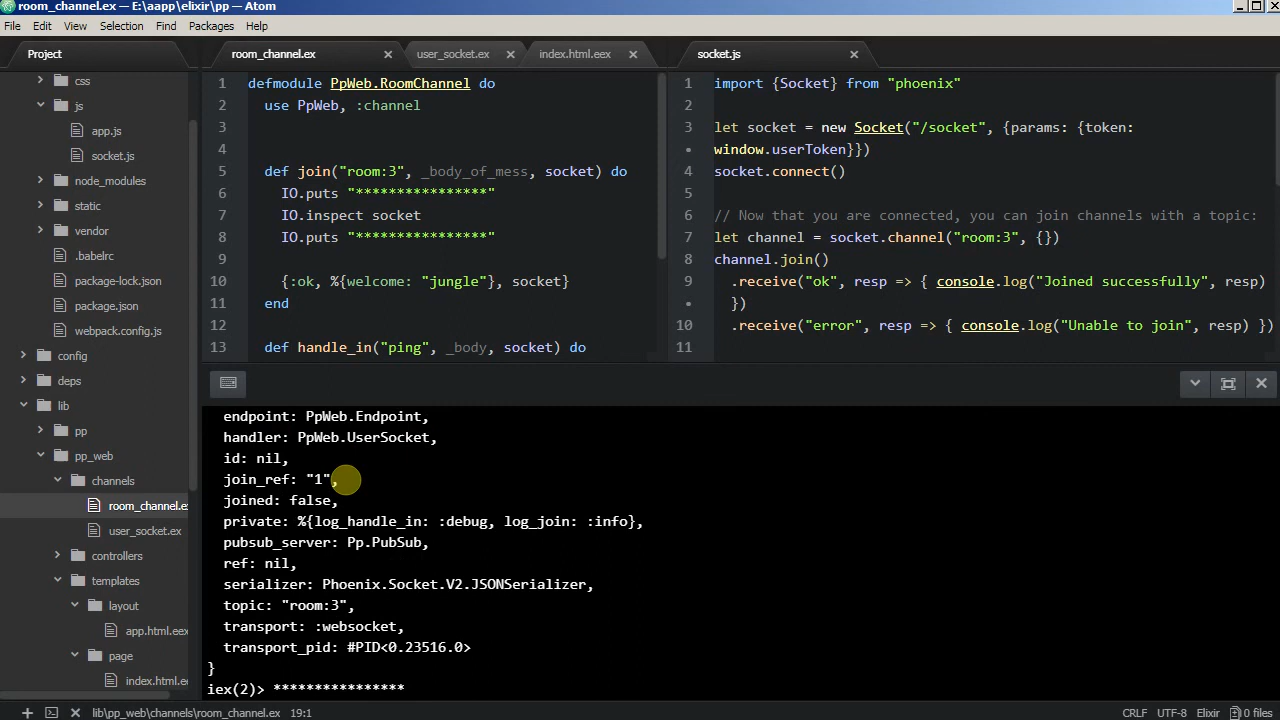 room_channel.ex — E:\aapp\elixir\pp — Atom
File Edit View Selection Find Packages Help
Project
css
js
app.js
socket.js
node_modules
static
vendor
.babelrc
package-lock.json
package.json
webpack.config.js
config
deps
lib
pp
pp_web
channels
room_channel.ex
user_socket.ex
controllers
templates
layout
app.html.eex
page
index.html.eex
room_channel.ex user_socket.ex index.html.eex
1 defmodule PpWeb.RoomChannel do
2 use PpWeb, :channel
3
4
5 def join("room:3", _body_of_mess, socket) do
6 IO.puts "****************"
7 IO.inspect socket
8 IO.puts "****************"
9
10 {:ok, %{welcome: "jungle"}, socket}
11 end
12
13 def handle_in("ping", _body, socket) do
socket.js
1 import {Socket} from "phoenix"
2
3 let socket = new Socket("/socket", {params: {token:
• window.userToken}})
4 socket.connect()
5
6 // Now that you are connected, you can join channels with a topic:
7 let channel = socket.channel("room:3", {})
8 channel.join()
9 .receive("ok", resp => { console.log("Joined successfully", resp)
• })
10 .receive("error", resp => { console.log("Unable to join", resp) })
11
endpoint: PpWeb.Endpoint,
handler: PpWeb.UserSocket,
id: nil,
join_ref: "1",
joined: false,
private: %{log_handle_in: :debug, log_join: :info},
pubsub_server: Pp.PubSub,
ref: nil,
serializer: Phoenix.Socket.V2.JSONSerializer,
topic: "room:3",
transport: :websocket,
transport_pid: #PID<0.23516.0>
}
iex(2)> ****************
lib\pp_web\channels\room_channel.ex 19:1 CRLF UTF-8 Elixir 0 files